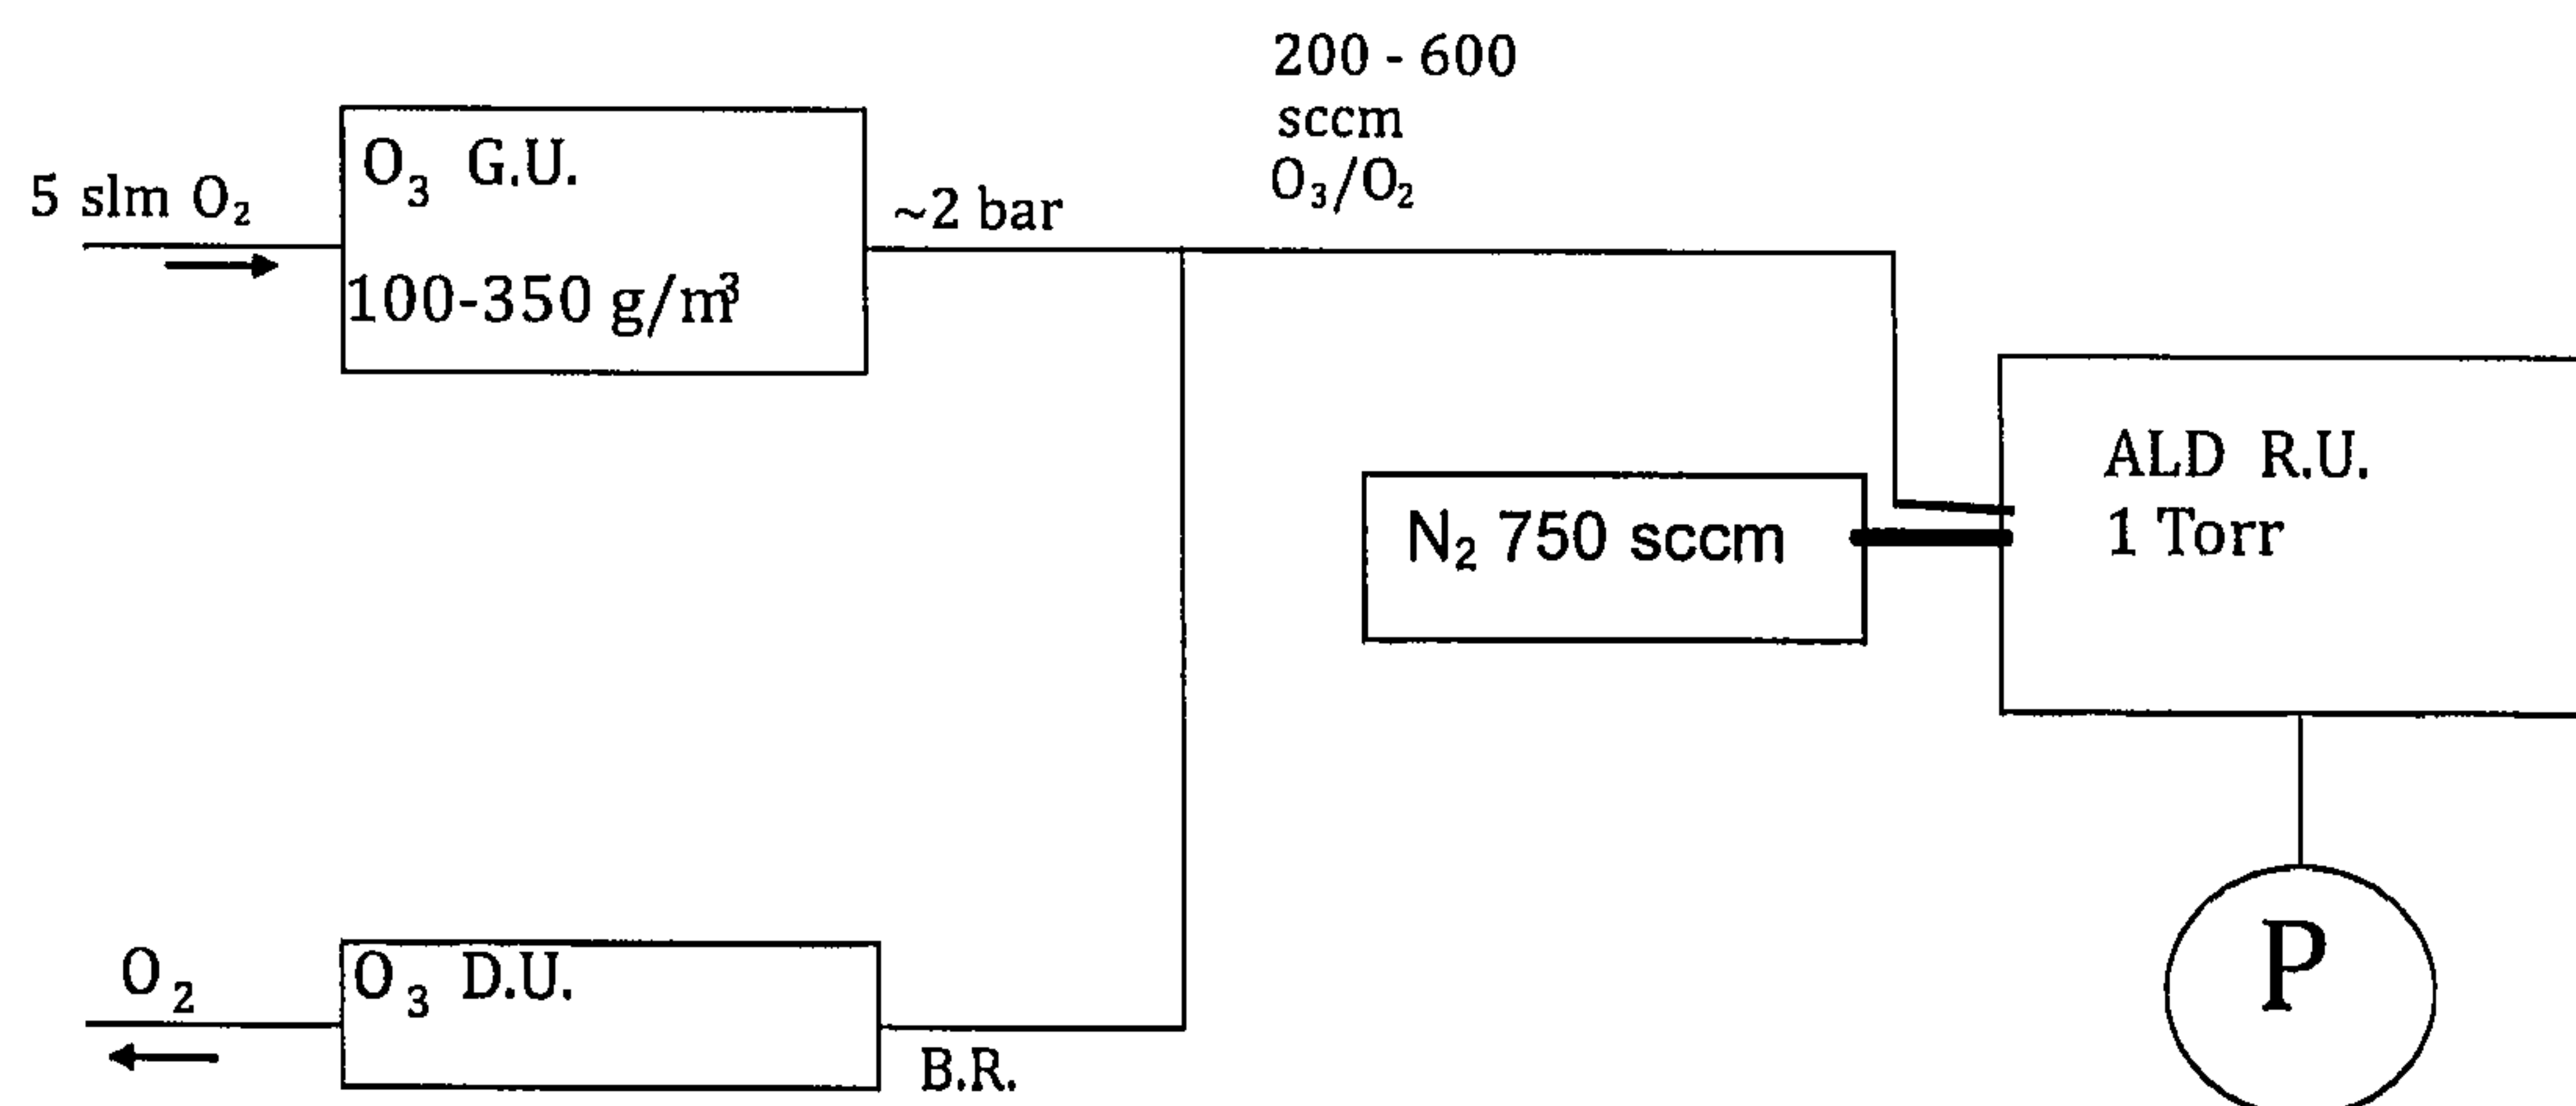 200 - 600
sccm
O₃/O₂
5 slm O₂
O₃ G.U.
100-350 g/m³
~2 bar
N₂ 750 sccm
ALD R.U.
1 Torr
O₂
O₃ D.U.
B.R.
P